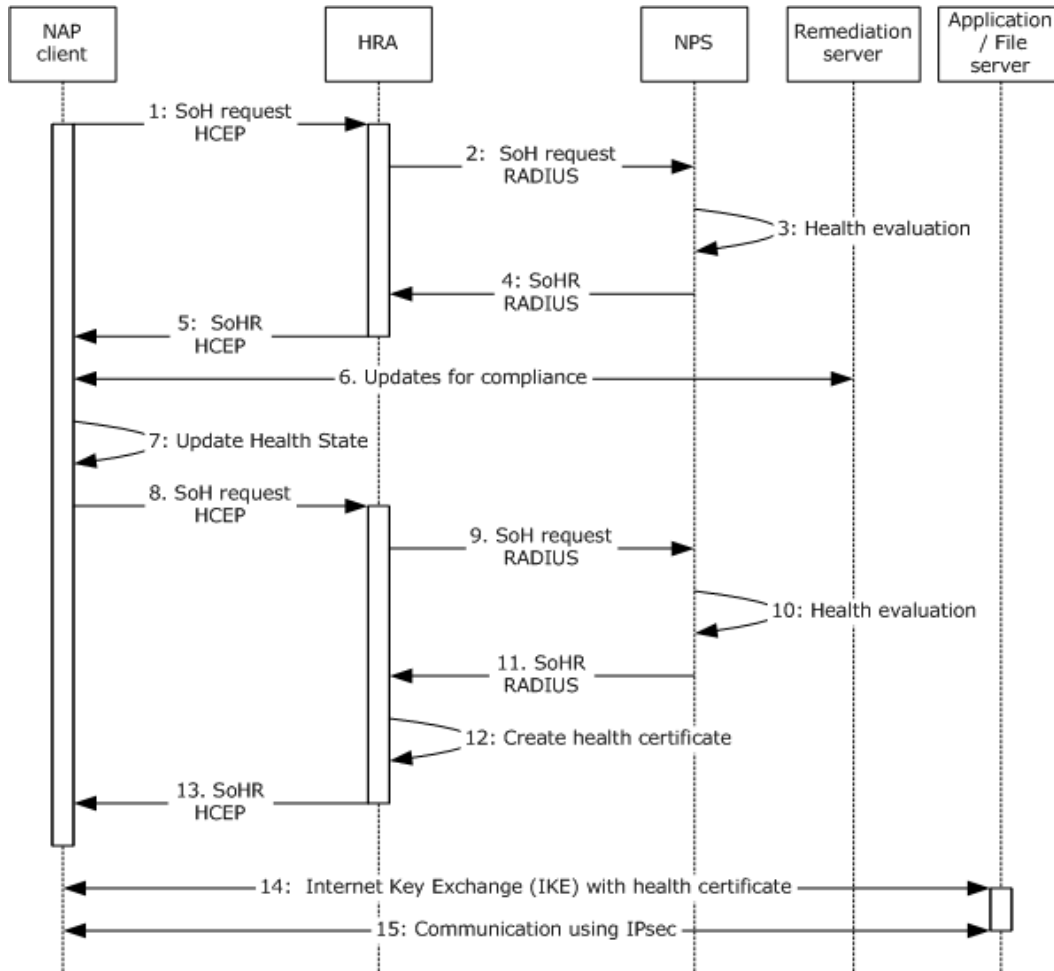 NAP
client
HRA
NPS
Remediation
server
Application
/ File
server
1: SoH request
HCEP
2:  SoH request
RADIUS
3: Health evaluation
4: SoHR
RADIUS
5:  SoHR
HCEP
6. Updates for compliance
7: Update Health State
8. SoH request
HCEP
9. SoH request
RADIUS
10: Health evaluation
11. SoHR
RADIUS
12: Create health certificate
13. SoHR
HCEP
14:  Internet Key Exchange (IKE) with health certificate
15: Communication using IPsec